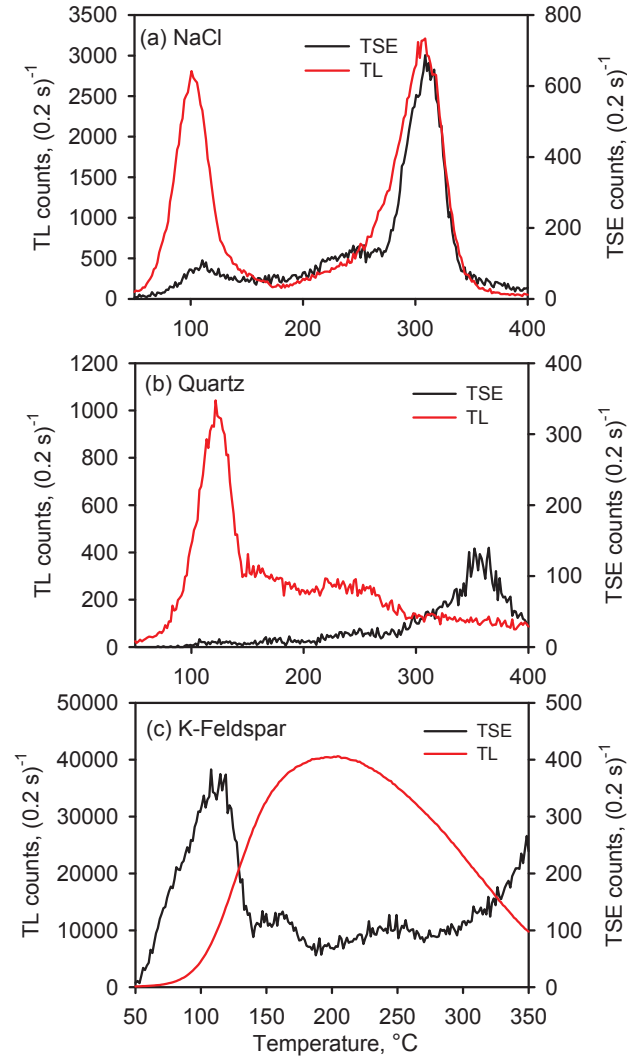 (a) NaCl
TSE
TL
3500
3000
2500
2000
1500
1000
500
0
800
600
400
200
0
100 200 300 400
TL counts, (0.2 s)⁻¹
TSE counts, (0.2 s)⁻¹
(b) Quartz
TSE
TL
1200
1000
800
600
400
200
0
400
300
200
100
0
100 200 300 400
TL counts, (0.2 s)⁻¹
TSE counts (0.2 s)⁻¹
(c) K-Feldspar
TSE
TL
50000
40000
30000
20000
10000
0
500
400
300
200
100
0
50 100 150 200 250 300 350
TL counts, (0.2 s)⁻¹
TSE counts, (0.2 s)⁻¹
Temperature, °C